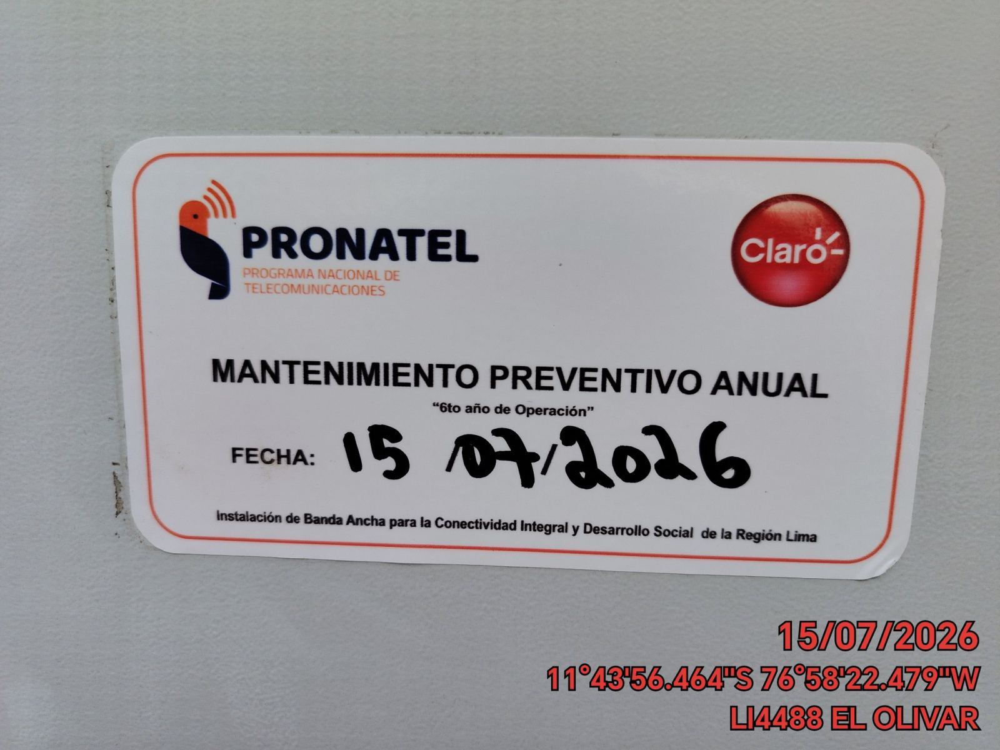 PRONATEL
PROGRAMA NACIONAL DE
TELECOMUNICACIONES
Claro
MANTENIMIENTO PREVENTIVO ANUAL
“6to año de Operación”
FECHA: 15 /07/2026
Instalación de Banda Ancha para la Conectividad Integral y Desarrollo Social de la Región Lima
15/07/2026
11°43'56.464"S 76°58'22.479"W
LI4488 EL OLIVAR